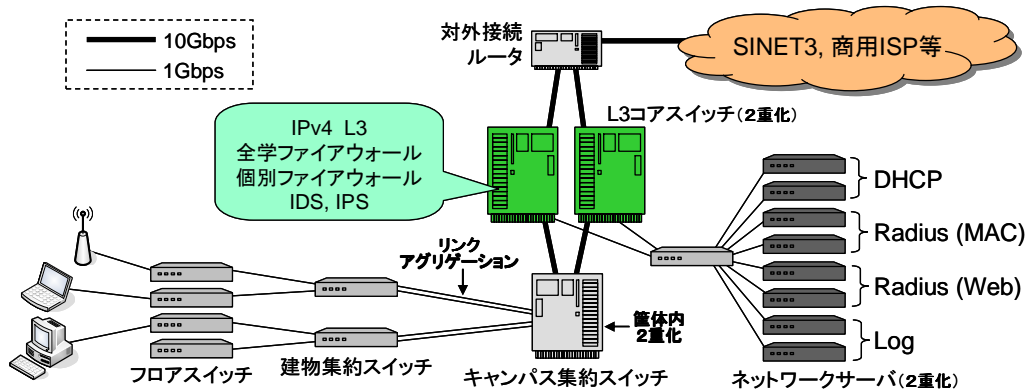 10Gbps
1Gbps
対外接続
ルータ
SINET3, 商用ISP等
L3コアスイッチ(2重化)
IPv4 L3
全学ファイアウォール
個別ファイアウォール
IDS, IPS
DHCP
Radius (MAC)
Radius (Web)
Log
リンク
アグリゲーション
筐体内
2重化
フロアスイッチ
建物集約スイッチ
キャンパス集約スイッチ
ネットワークサーバ(2重化)